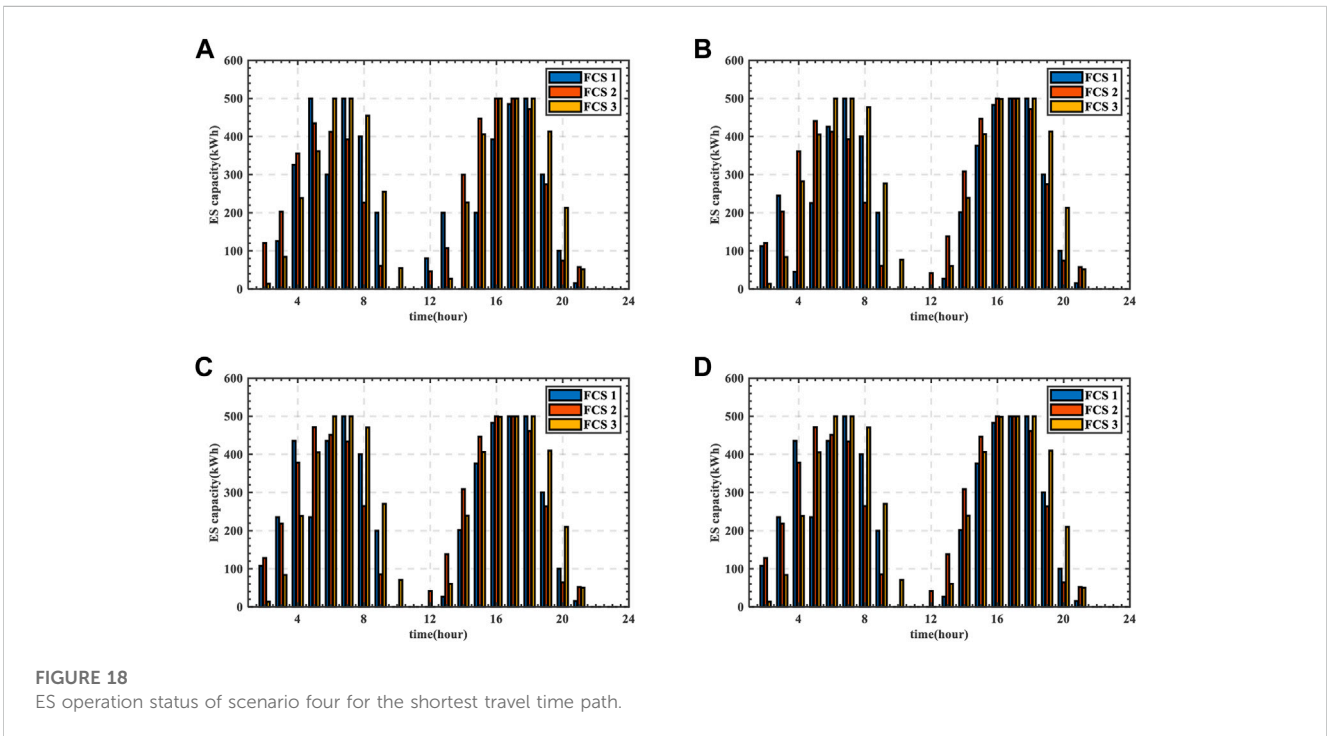 A
600
500
400
300
200
100
0
ES capacity(kWh)
4 8 12 16 20 24
time(hour)
FCS 1
FCS 2
FCS 3
B
600
500
400
300
200
100
0
ES capacity(kWh)
4 8 12 16 20 24
time(hour)
FCS 1
FCS 2
FCS 3
C
600
500
400
300
200
100
0
ES capacity(kWh)
4 8 12 16 20 24
time(hour)
FCS 1
FCS 2
FCS 3
D
600
500
400
300
200
100
0
ES capacity(kWh)
4 8 12 16 20 24
time(hour)
FCS 1
FCS 2
FCS 3
FIGURE 18
ES operation status of scenario four for the shortest travel time path.